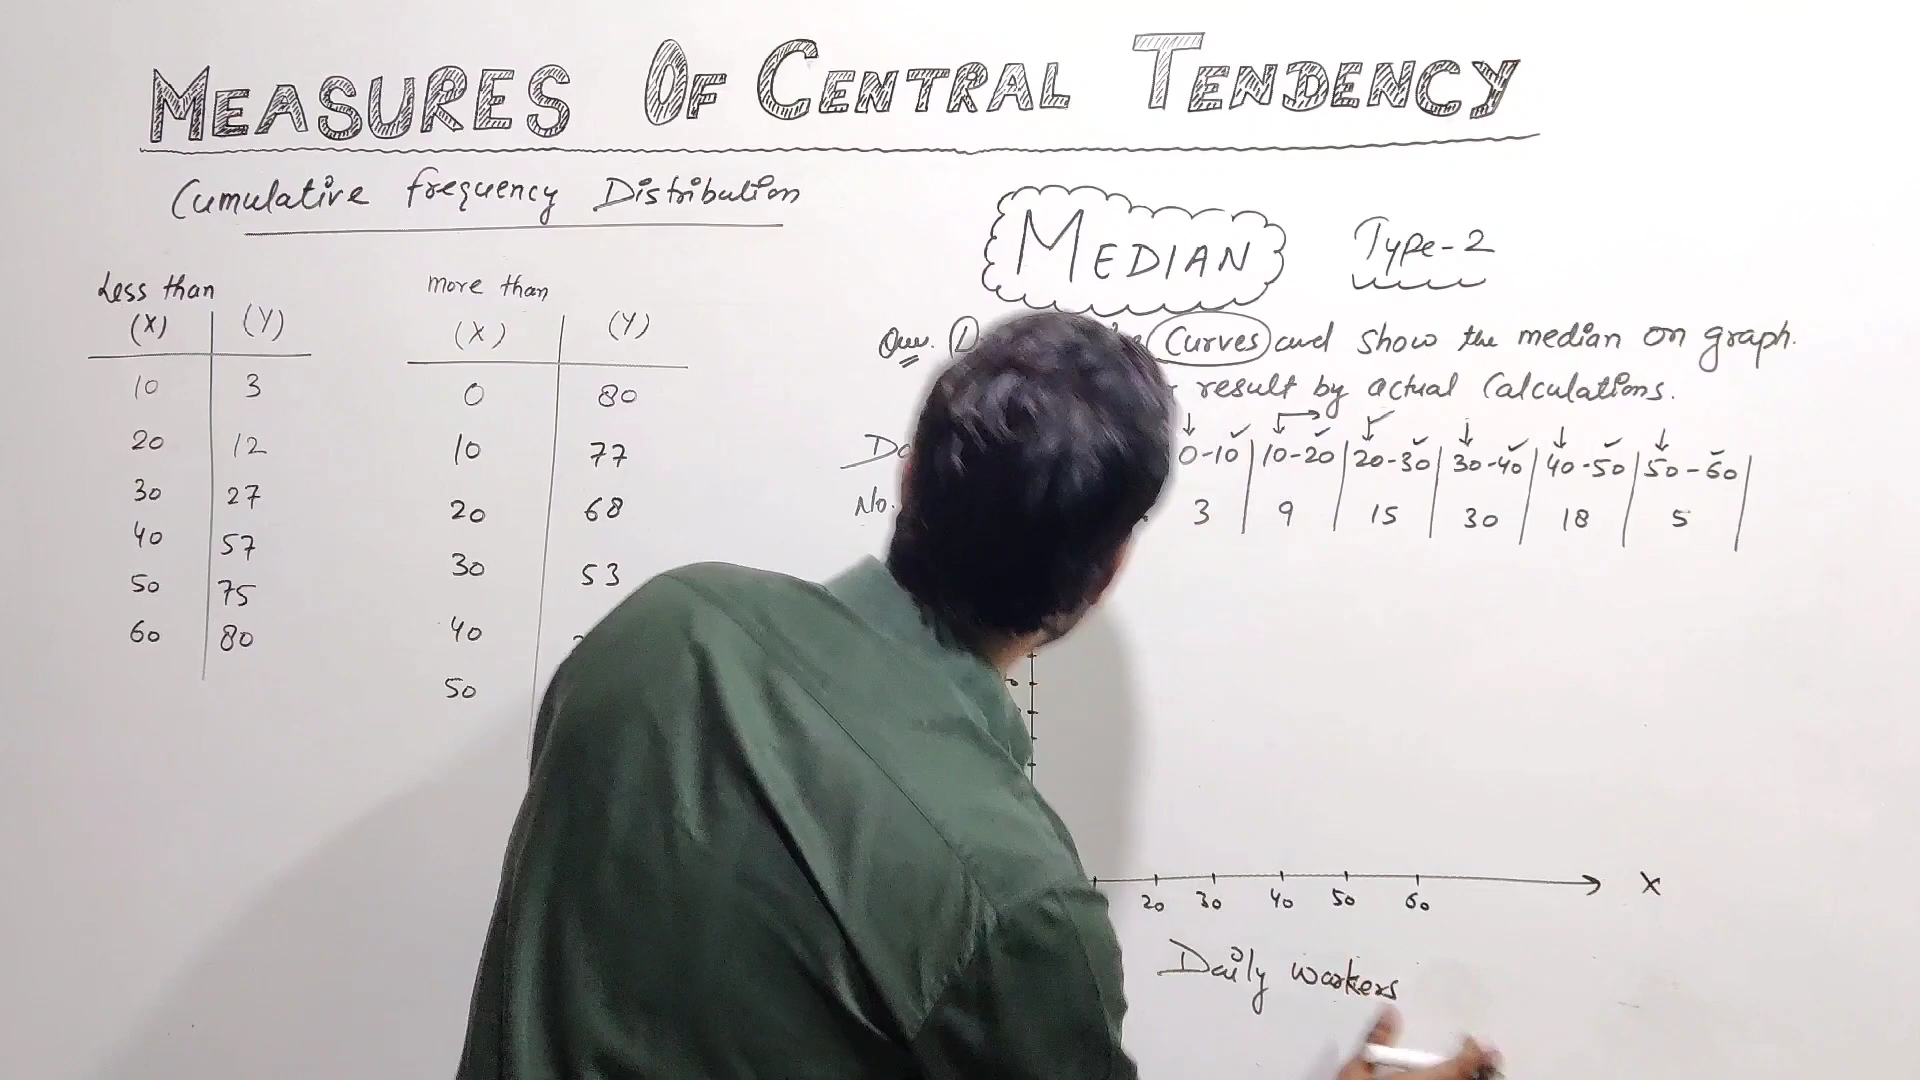 MEASURES OF CENTRAL TENDENCY
Cumulative frequency Distribution
Less than
(X) (Y)
10 3
20 12
30 27
40 57
50 75
60 80
more than
(X) (Y)
0 80
10 77
20 68
30 53
40
50
MEDIAN Type-2
Que. 1 Curves and show the median on graph.
result by actual Calculations.
0-10 10-20 20-30 30-40 40-50 50-60
No. 3 9 15 30 18 5
X
20 30 40 50 60
Daily workers